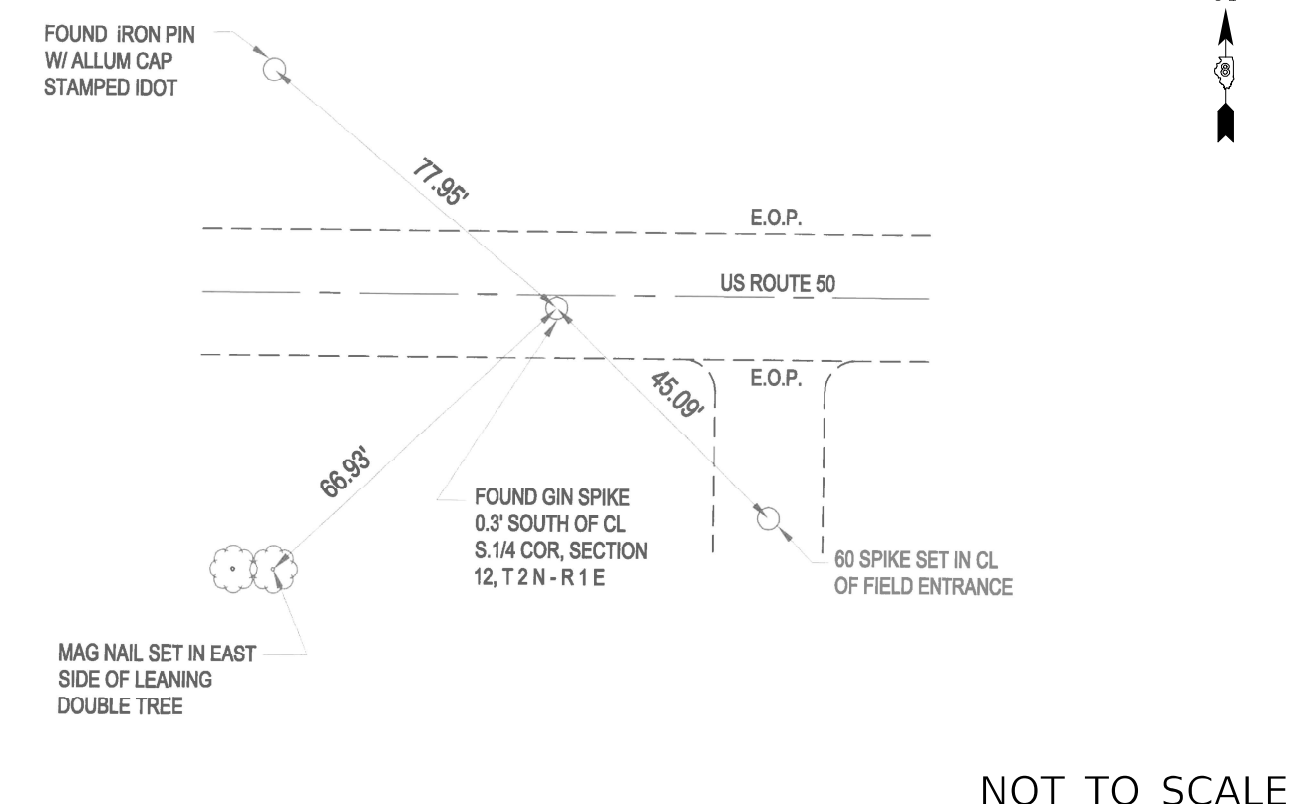 FOUND iRON PIN
W/ ALLUM CAP
STAMPED IDOT
8
77.95'
E.O.P.
US ROUTE 50
E.O.P.
45.09'
66.93'
FOUND GIN SPIKE
0.3' SOUTH OF CL
S.1/4 COR, SECTION
12, T 2 N - R 1 E
60 SPIKE SET IN CL
OF FIELD ENTRANCE
MAG NAIL SET IN EAST
SIDE OF LEANING
DOUBLE TREE
NOT TO SCALE